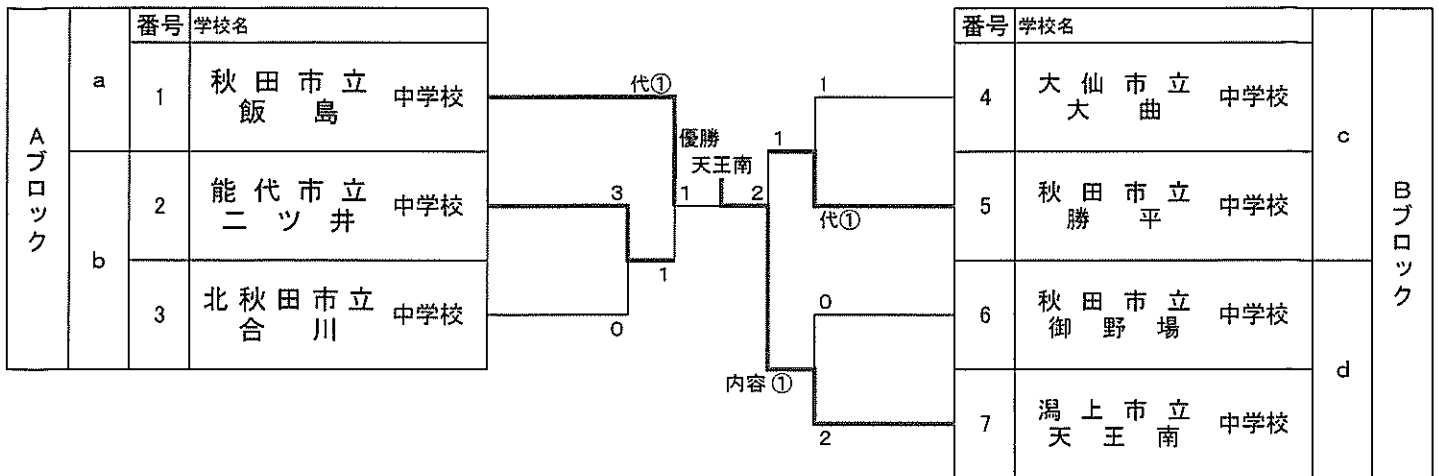 Aブロック
a
b
番号 学校名
1 秋田市立 飯島 中学校
2 能代市立 二ツ井 中学校
3 北秋田市立 合川 中学校
代①
3
0
1
優勝
天王南
1
2
1
1
代①
0
内容①
2
番号 学校名
4 大仙市立 大曲 中学校
5 秋田市立 勝平 中学校
6 秋田市立 御野場 中学校
7 潟上市立 天王南 中学校
c
d
Bブロック